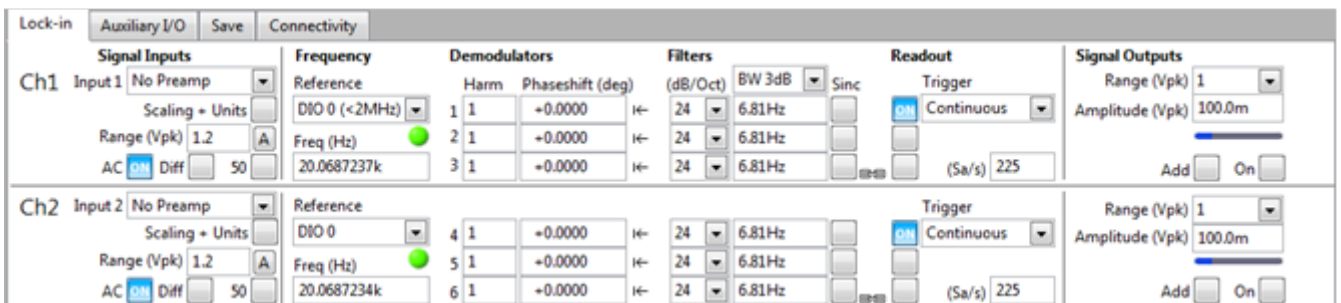 Lock-in Auxiliary I/O Save Connectivity
Signal Inputs Frequency Demodulators Filters Readout Signal Outputs
Ch1 Input 1 No Preamp Reference Harm Phaseshift (deg) (dB/Oct) BW 3dB Sinc Trigger Range (Vpk) 1
Scaling + Units DIO 0 (<2MHz) 1 1 +0.0000 24 6.81Hz ON Continuous Amplitude (Vpk) 100.0m
Range (Vpk) 1.2 A Freq (Hz) 2 1 +0.0000 24 6.81Hz
AC ON Diff 50 20.0687237k 3 1 +0.0000 24 6.81Hz (Sa/s) 225 Add On
Ch2 Input 2 No Preamp Reference Trigger Range (Vpk) 1
Scaling + Units DIO 0 4 1 +0.0000 24 6.81Hz ON Continuous Amplitude (Vpk) 100.0m
Range (Vpk) 1.2 A Freq (Hz) 5 1 +0.0000 24 6.81Hz
AC ON Diff 50 20.0687234k 6 1 +0.0000 24 6.81Hz (Sa/s) 225 Add On